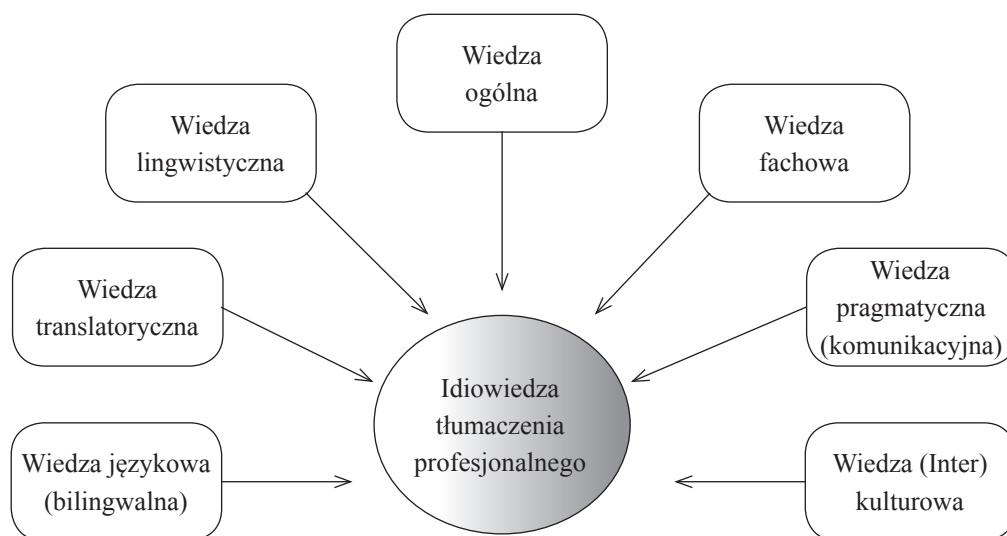 Wiedza
ogólna
Wiedza
lingwistyczna
Wiedza
fachowa
Wiedza
translatoryczna
Wiedza
pragmatyczna
(komunikacyjna)
Idiowiedza
tłumaczenia
profesjonalnego
Wiedza językowa
(bilingwalna)
Wiedza (Inter)
kulturowa